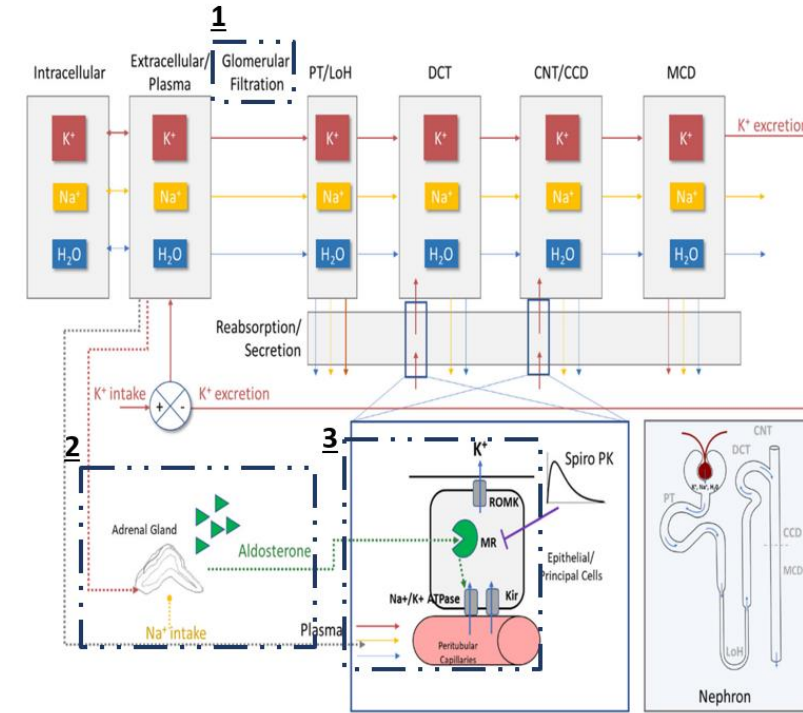 1
Intracellular
Extracellular/
Plasma
Glomerular
Filtration
PT/LoH
DCT
CNT/CCD
MCD
K⁺
K⁺
K⁺
K⁺
K⁺
K⁺
K⁺ excretion
Na⁺
Na⁺
Na⁺
Na⁺
Na⁺
Na⁺
H₂O
H₂O
H₂O
H₂O
H₂O
H₂O
Reabsorption/
Secretion
K⁺ intake
+
-
K⁺ excretion
2
Adrenal Gland
Aldosterone
Na⁺ intake
3
K⁺
Spiro PK
ROMK
MR
Epithelial/
Principal Cells
Na+/K+ ATPase
Kir
Plasma
Peritubular
Capillaries
CNT
DCT
K⁺, Na⁺, H₂O
PT
CCD
MCD
LoH
Nephron